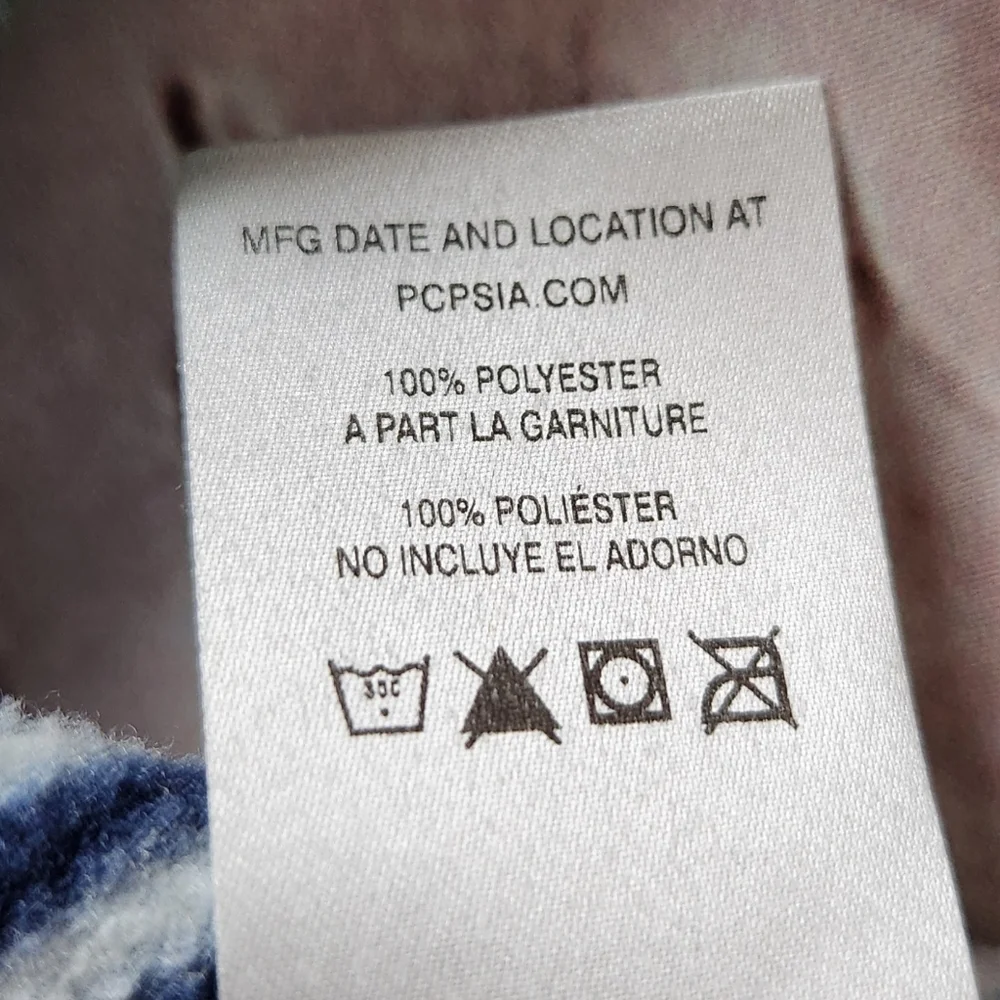 MFG DATE AND LOCATION AT
PCPSIA.COM
100% POLYESTER
A PART LA GARNITURE
100% POLIÉSTER
NO INCLUYE EL ADORNO
30C